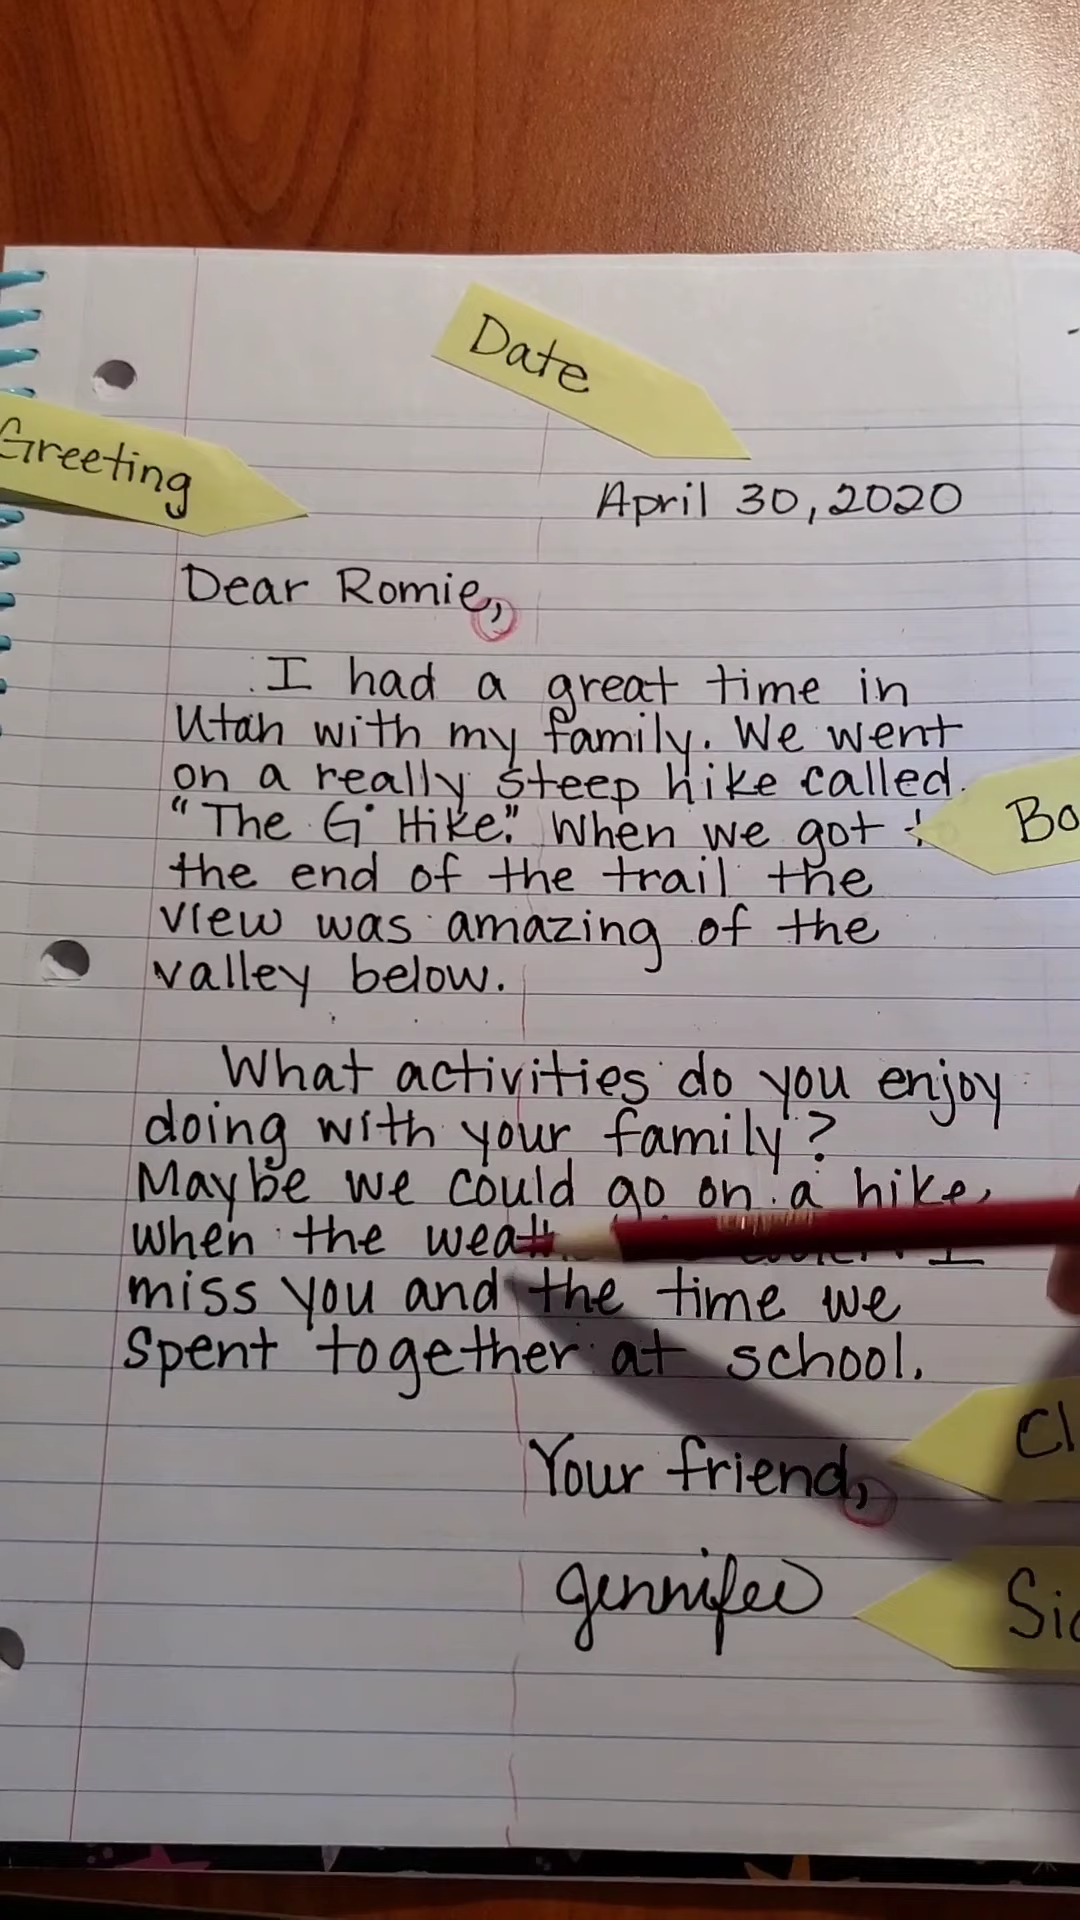 Date
Greeting
April 30, 2020
Dear Romie,
I had a great time in
Utah with my family. We went
on a really steep hike called
"The G Hike." When we got
the end of the trail the
view was amazing of the
valley below.
What activities do you enjoy
doing with your family?
Maybe we could go on a hike
when the I
miss you and the time we
spent together at school.
Your friend,
Jennifer